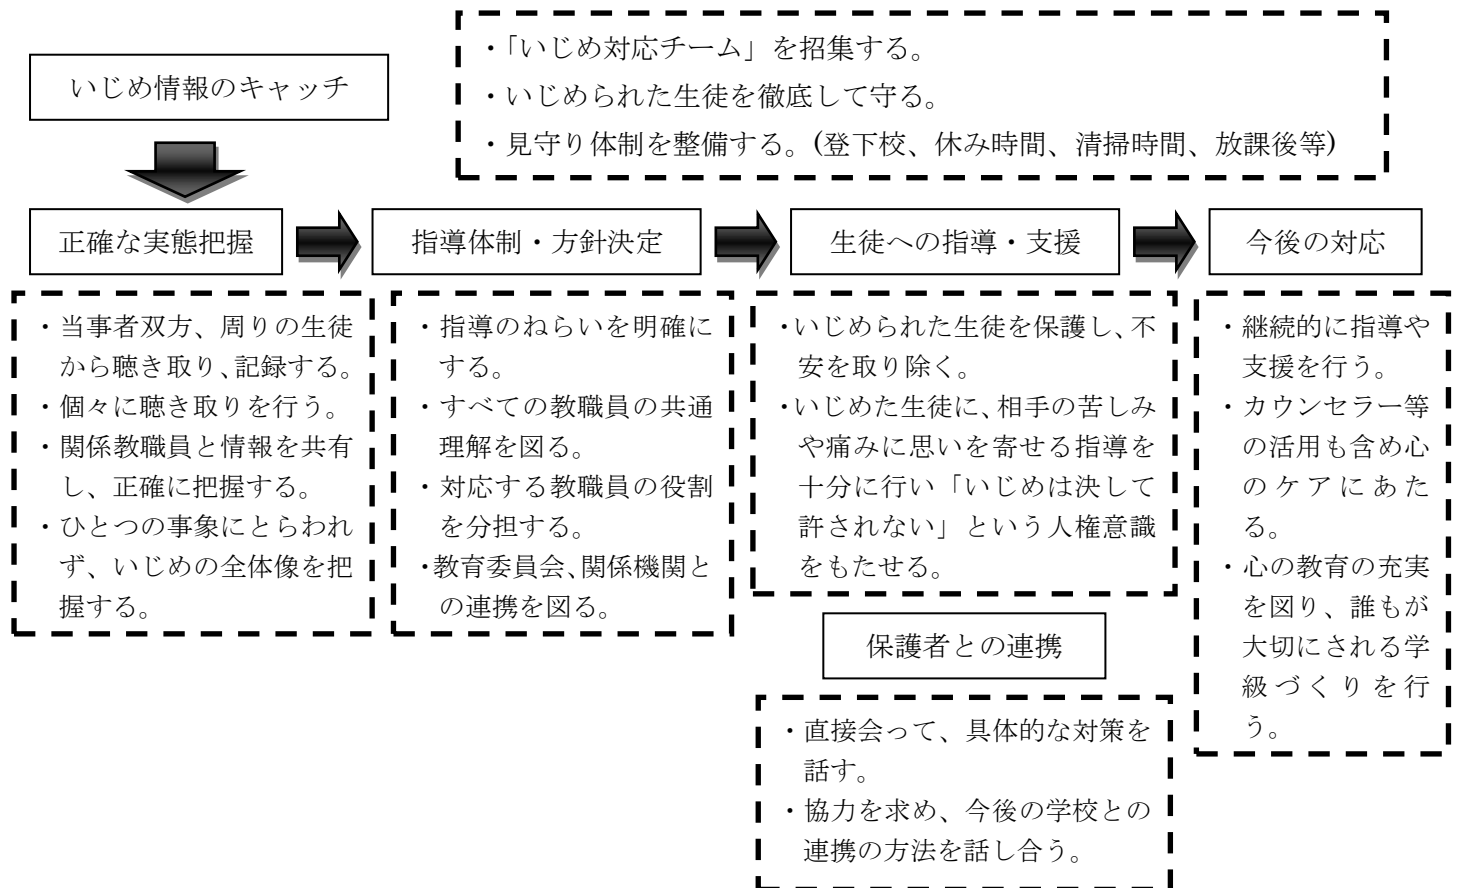 いじめ情報のキャッチ
・「いじめ対応チーム」を招集する。
・いじめられた生徒を徹底して守る。
・見守り体制を整備する。(登下校、休み時間、清掃時間、放課後等)
正確な実態把握
・当事者双方、周りの生徒
から聴き取り、記録する。
・個々に聴き取りを行う。
・関係教職員と情報を共有
し、正確に把握する。
・ひとつの事象にとらわれ
ず、いじめの全体像を把
握する。
指導体制・方針決定
・指導のねらいを明確に
する。
・すべての教職員の共通
理解を図る。
・対応する教職員の役割
を分担する。
・教育委員会、関係機関と
の連携を図る。
生徒への指導・支援
・いじめられた生徒を保護し、不
安を取り除く。
・いじめた生徒に、相手の苦しみ
や痛みに思いを寄せる指導を
十分に行い「いじめは決して
許されない」という人権意識
をもたせる。
保護者との連携
・直接会って、具体的な対策を
話す。
・協力を求め、今後の学校との
連携の方法を話し合う。
今後の対応
・継続的に指導や
支援を行う。
・カウンセラー等
の活用も含め心
のケアにあた
る。
・心の教育の充実
を図り、誰もが
大切にされる学
級づくりを行
う。